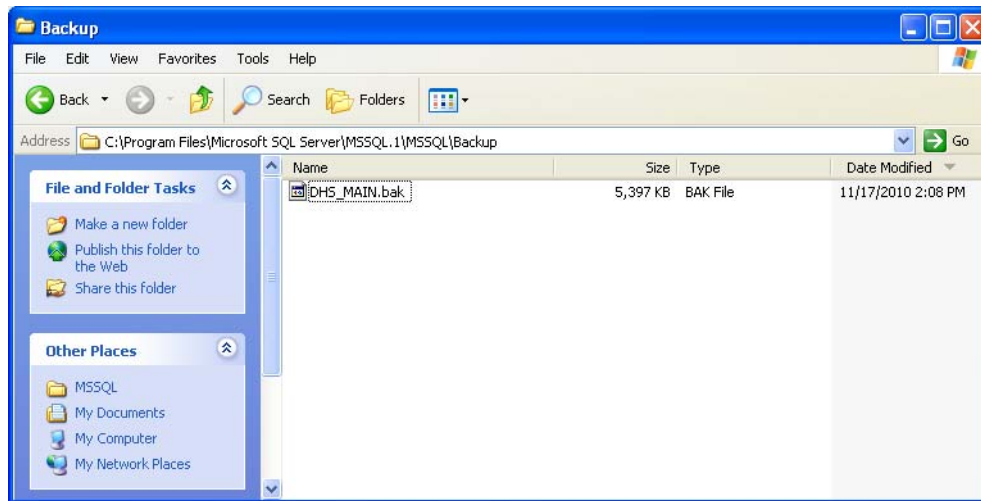 Backup
File Edit View Favorites Tools Help
Back Search Folders
Address C:\Program Files\Microsoft SQL Server\MSSQL.1\MSSQL\Backup Go
Name Size Type Date Modified
DHS_MAIN.bak 5,397 KB BAK File 11/17/2010 2:08 PM
File and Folder Tasks
Make a new folder
Publish this folder to
the Web
Share this folder
Other Places
MSSQL
My Documents
My Computer
My Network Places